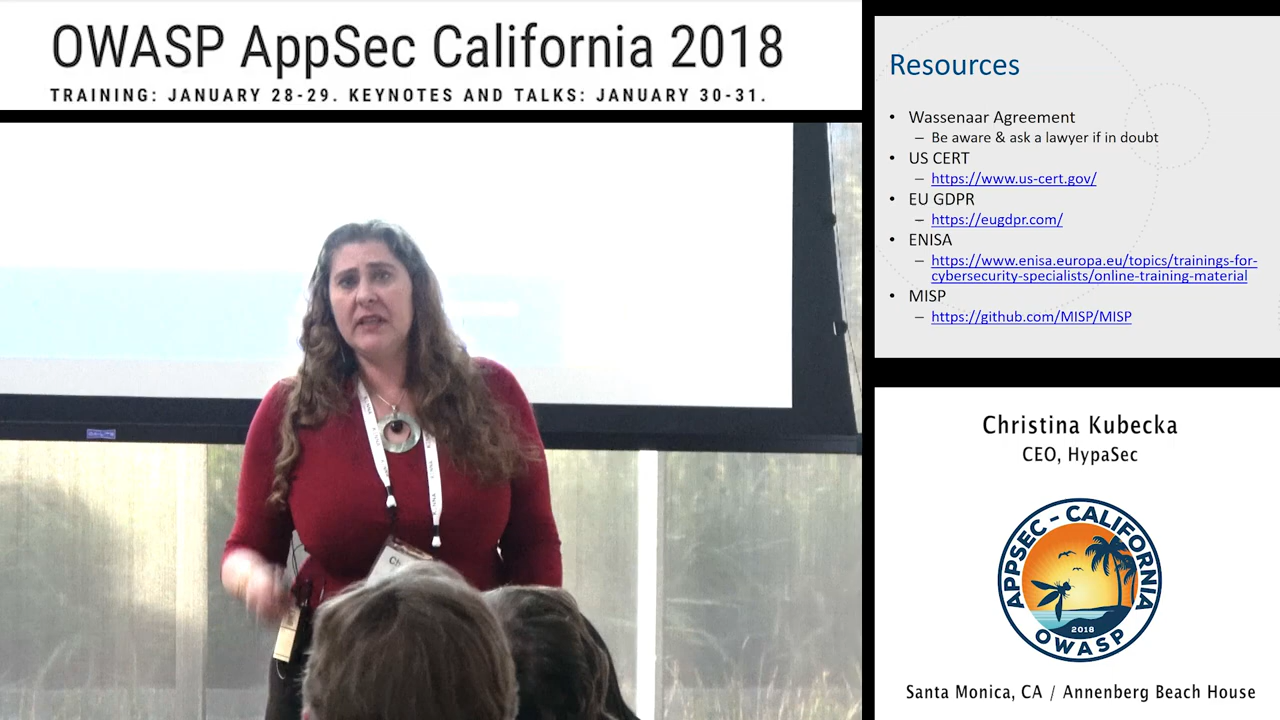 OWASP AppSec California 2018
TRAINING: JANUARY 28-29. KEYNOTES AND TALKS: JANUARY 30-31.
Resources
• Wassenaar Agreement
– Be aware & ask a lawyer if in doubt
• US CERT
– https://www.us-cert.gov/
• EU GDPR
– https://eugdpr.com/
• ENISA
– https://www.enisa.europa.eu/topics/trainings-for-
cybersecurity-specialists/online-training-material
• MISP
– https://github.com/MISP/MISP
Christina Kubecka
CEO, HypaSec
APPSEC - CALIFORNIA
2018
OWASP
Santa Monica, CA / Annenberg Beach House